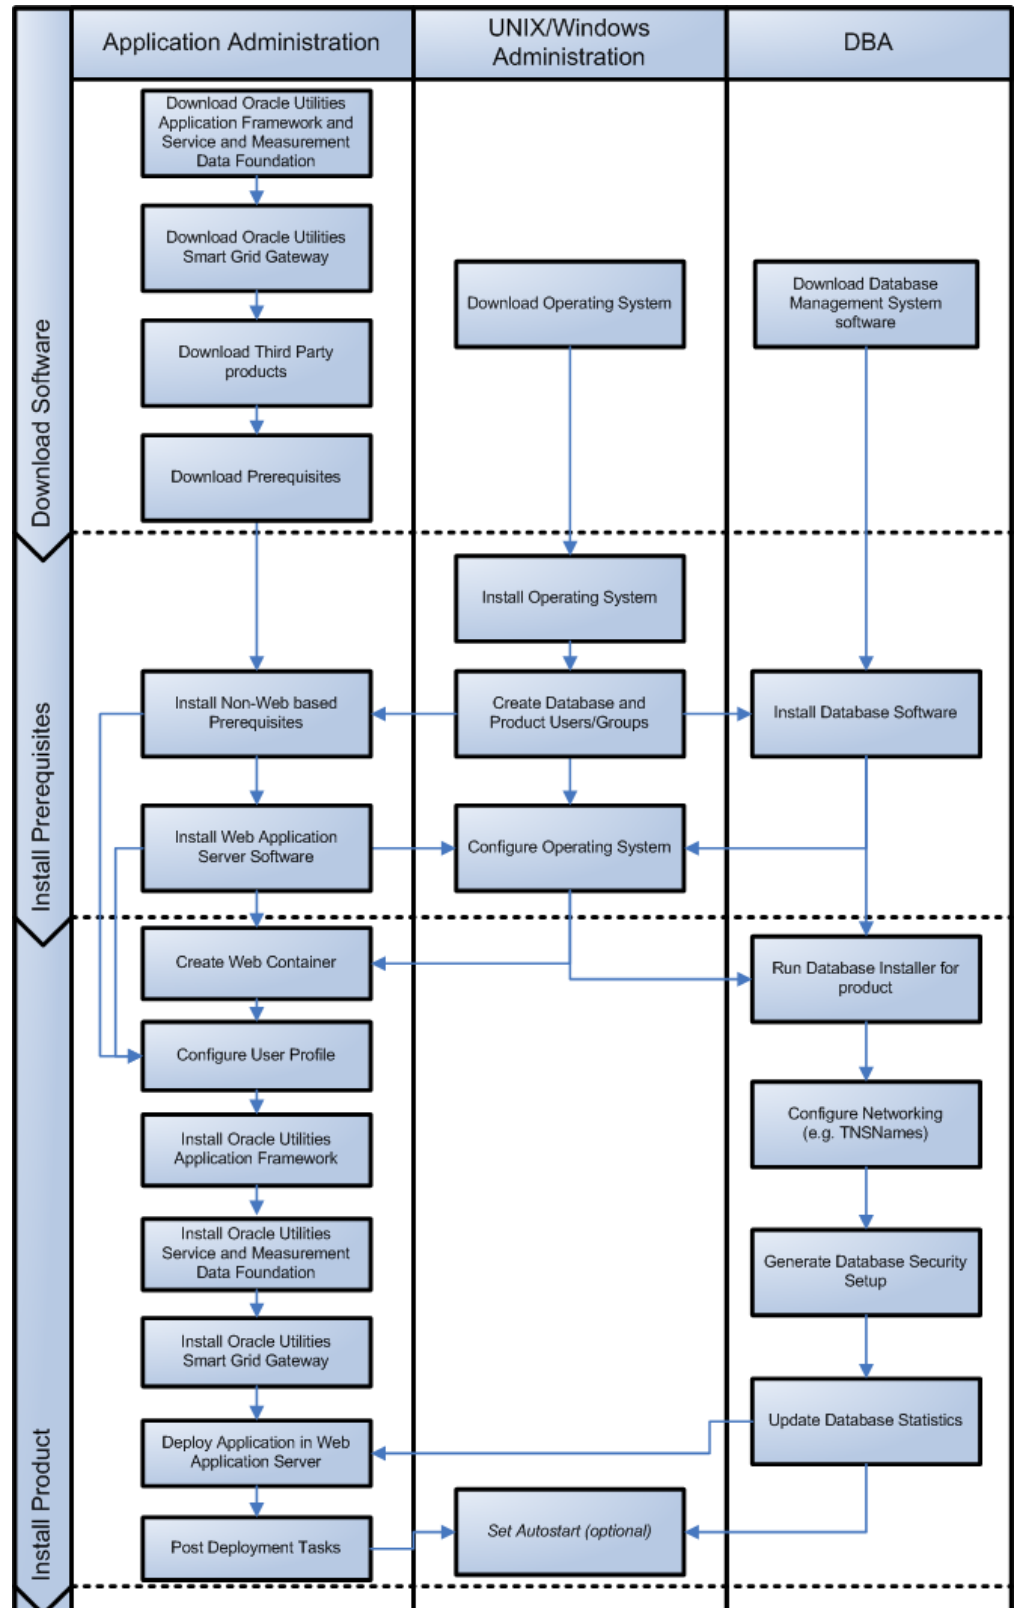 Application Administration
UNIX/Windows
Administration
DBA
Download Software
Download Oracle Utilities
Application Framework and
Service and Measurement
Data Foundation
Download Oracle Utilities
Smart Grid Gateway
Download Third Party
products
Download Prerequisites
Download Operating System
Download Database
Management System
software
Install Prerequisites
Install Operating System
Install Non-Web based
Prerequisites
Create Database and
Product Users/Groups
Install Database Software
Install Web Application
Server Software
Configure Operating System
Install Product
Create Web Container
Configure User Profile
Install Oracle Utilities
Application Framework
Install Oracle Utilities
Service and Measurement
Data Foundation
Install Oracle Utilities
Smart Grid Gateway
Deploy Application in Web
Application Server
Post Deployment Tasks
Set Autostart (optional)
Run Database Installer for
product
Configure Networking
(e.g. TNSNames)
Generate Database Security
Setup
Update Database Statistics